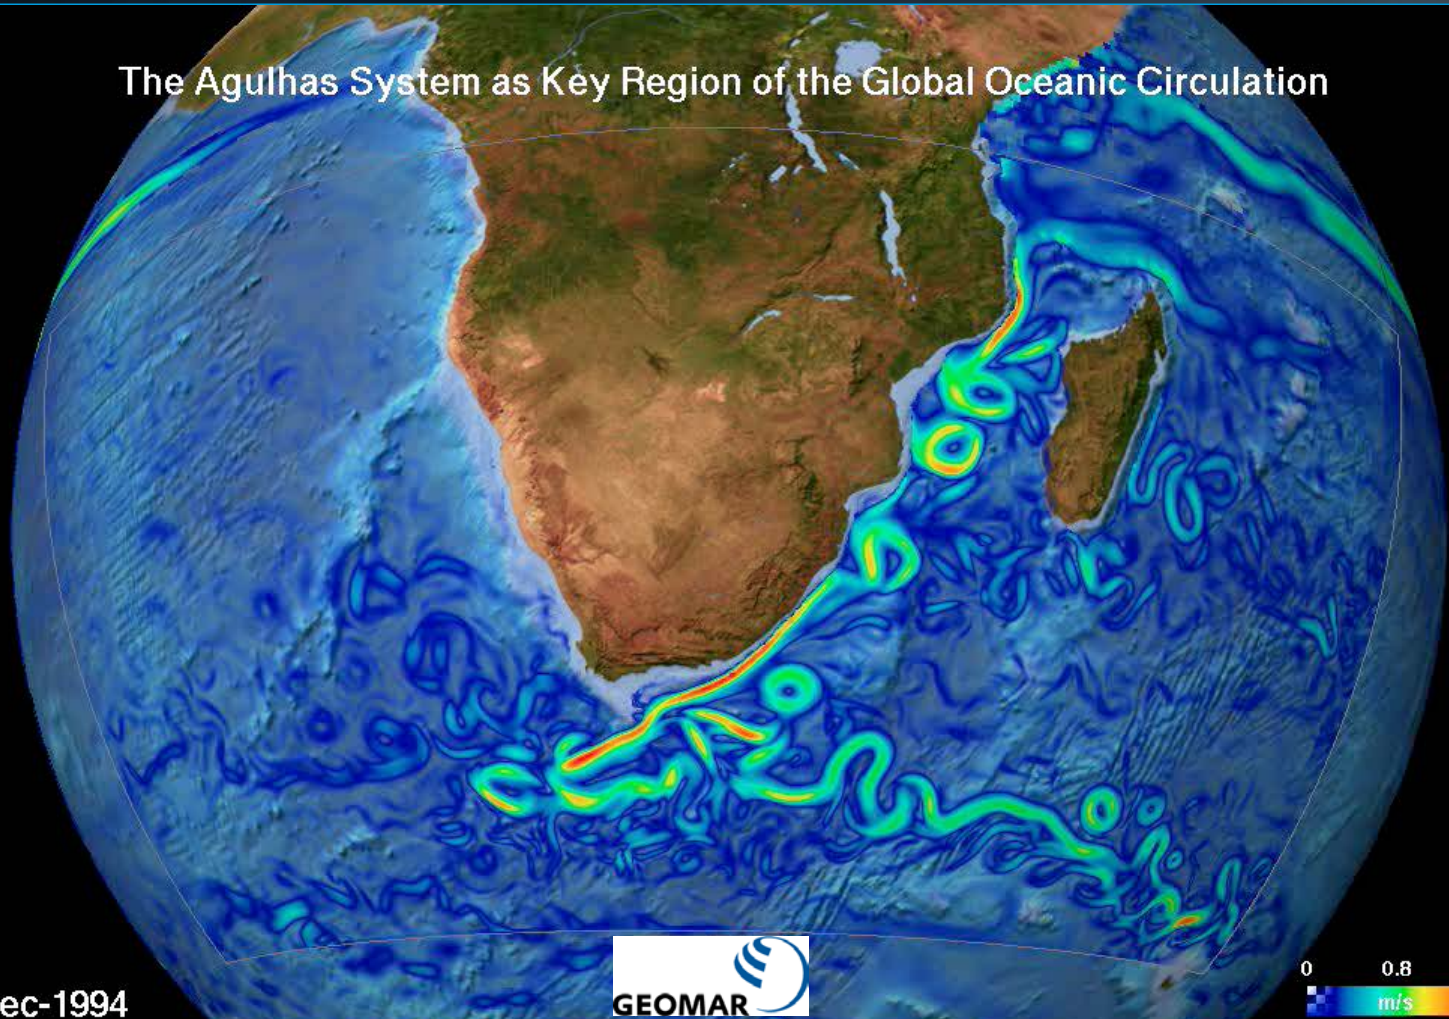 The Agulhas System as Key Region of the Global Oceanic Circulation
ec-1994
GEOMAR
0 0.8
m/s